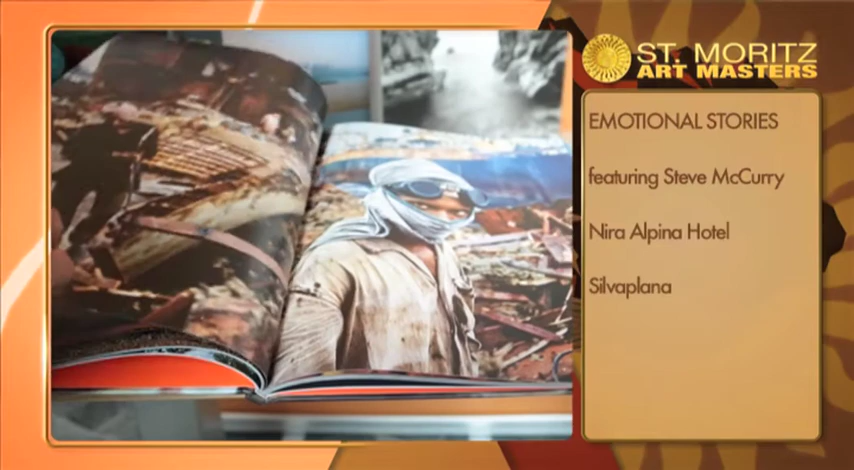 ST. MORITZ
ART MASTERS
EMOTIONAL STORIES
featuring Steve McCurry
Nira Alpina Hotel
Silvaplana